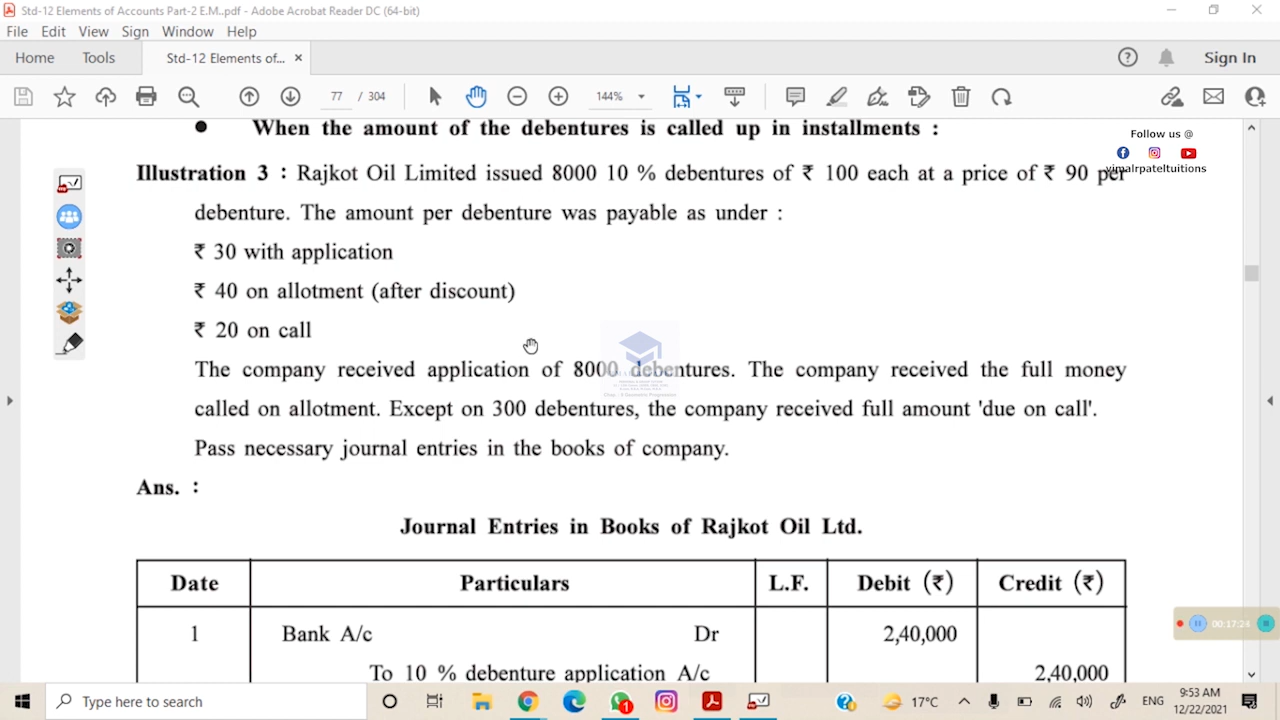 Std-12 Elements of Accounts Part-2 E.M..pdf - Adobe Acrobat Reader DC (64-bit)
File Edit View Sign Window Help
Home Tools Std-12 Elements of... × Sign In
77 / 304 144%
Follow us @
vimalrpateltuitions
● When the amount of the debentures is called up in installments :
Illustration 3 : Rajkot Oil Limited issued 8000 10 % debentures of ₹ 100 each at a price of ₹ 90 per
debenture. The amount per debenture was payable as under :
₹ 30 with application
₹ 40 on allotment (after discount)
₹ 20 on call
The company received application of 8000 debentures. The company received the full money
called on allotment. Except on 300 debentures, the company received full amount 'due on call'.
Pass necessary journal entries in the books of company.
Ans. :
Journal Entries in Books of Rajkot Oil Ltd.
Date Particulars L.F. Debit (₹) Credit (₹)
1 Bank A/c Dr 2,40,000
To 10 % debenture application A/c 2,40,000
00:17:24
Type here to search
1
17°C ENG 9:53 AM
12/22/2021